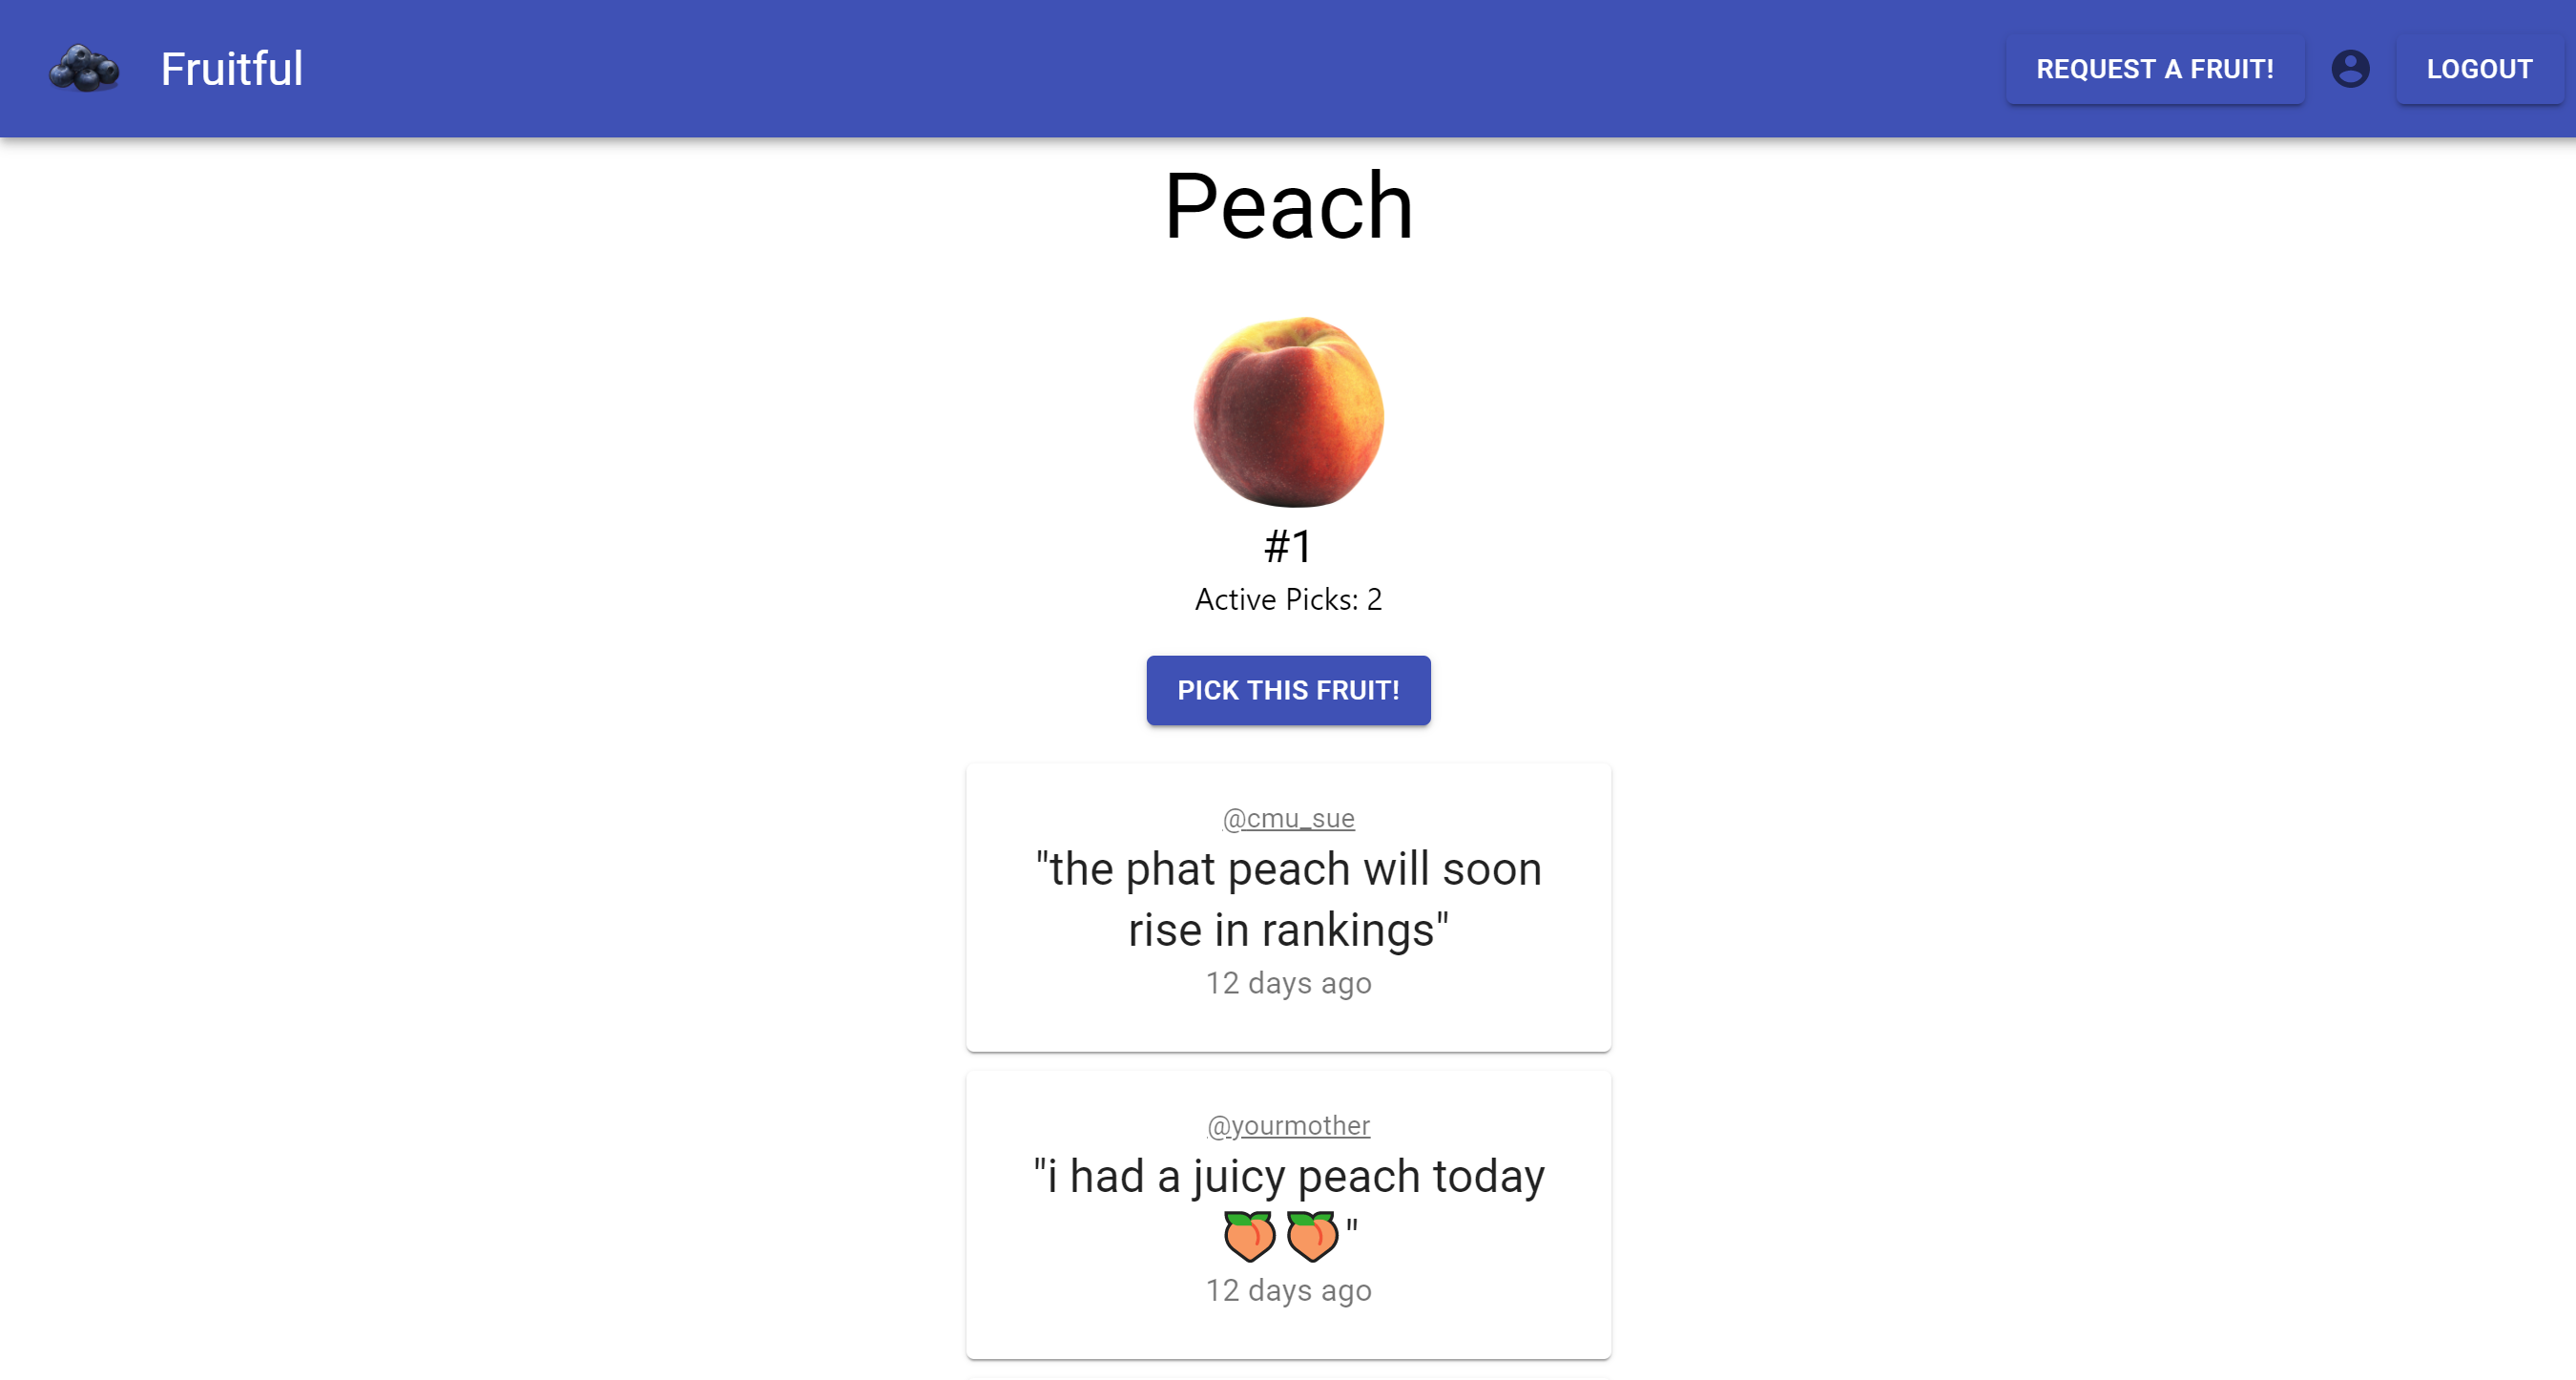 Fruitful
REQUEST A FRUIT!
LOGOUT
Peach
#1
Active Picks: 2
PICK THIS FRUIT!
@cmu_sue
"the phat peach will soon
rise in rankings"
12 days ago
@yourmother
"i had a juicy peach today
🍑🍑"
12 days ago